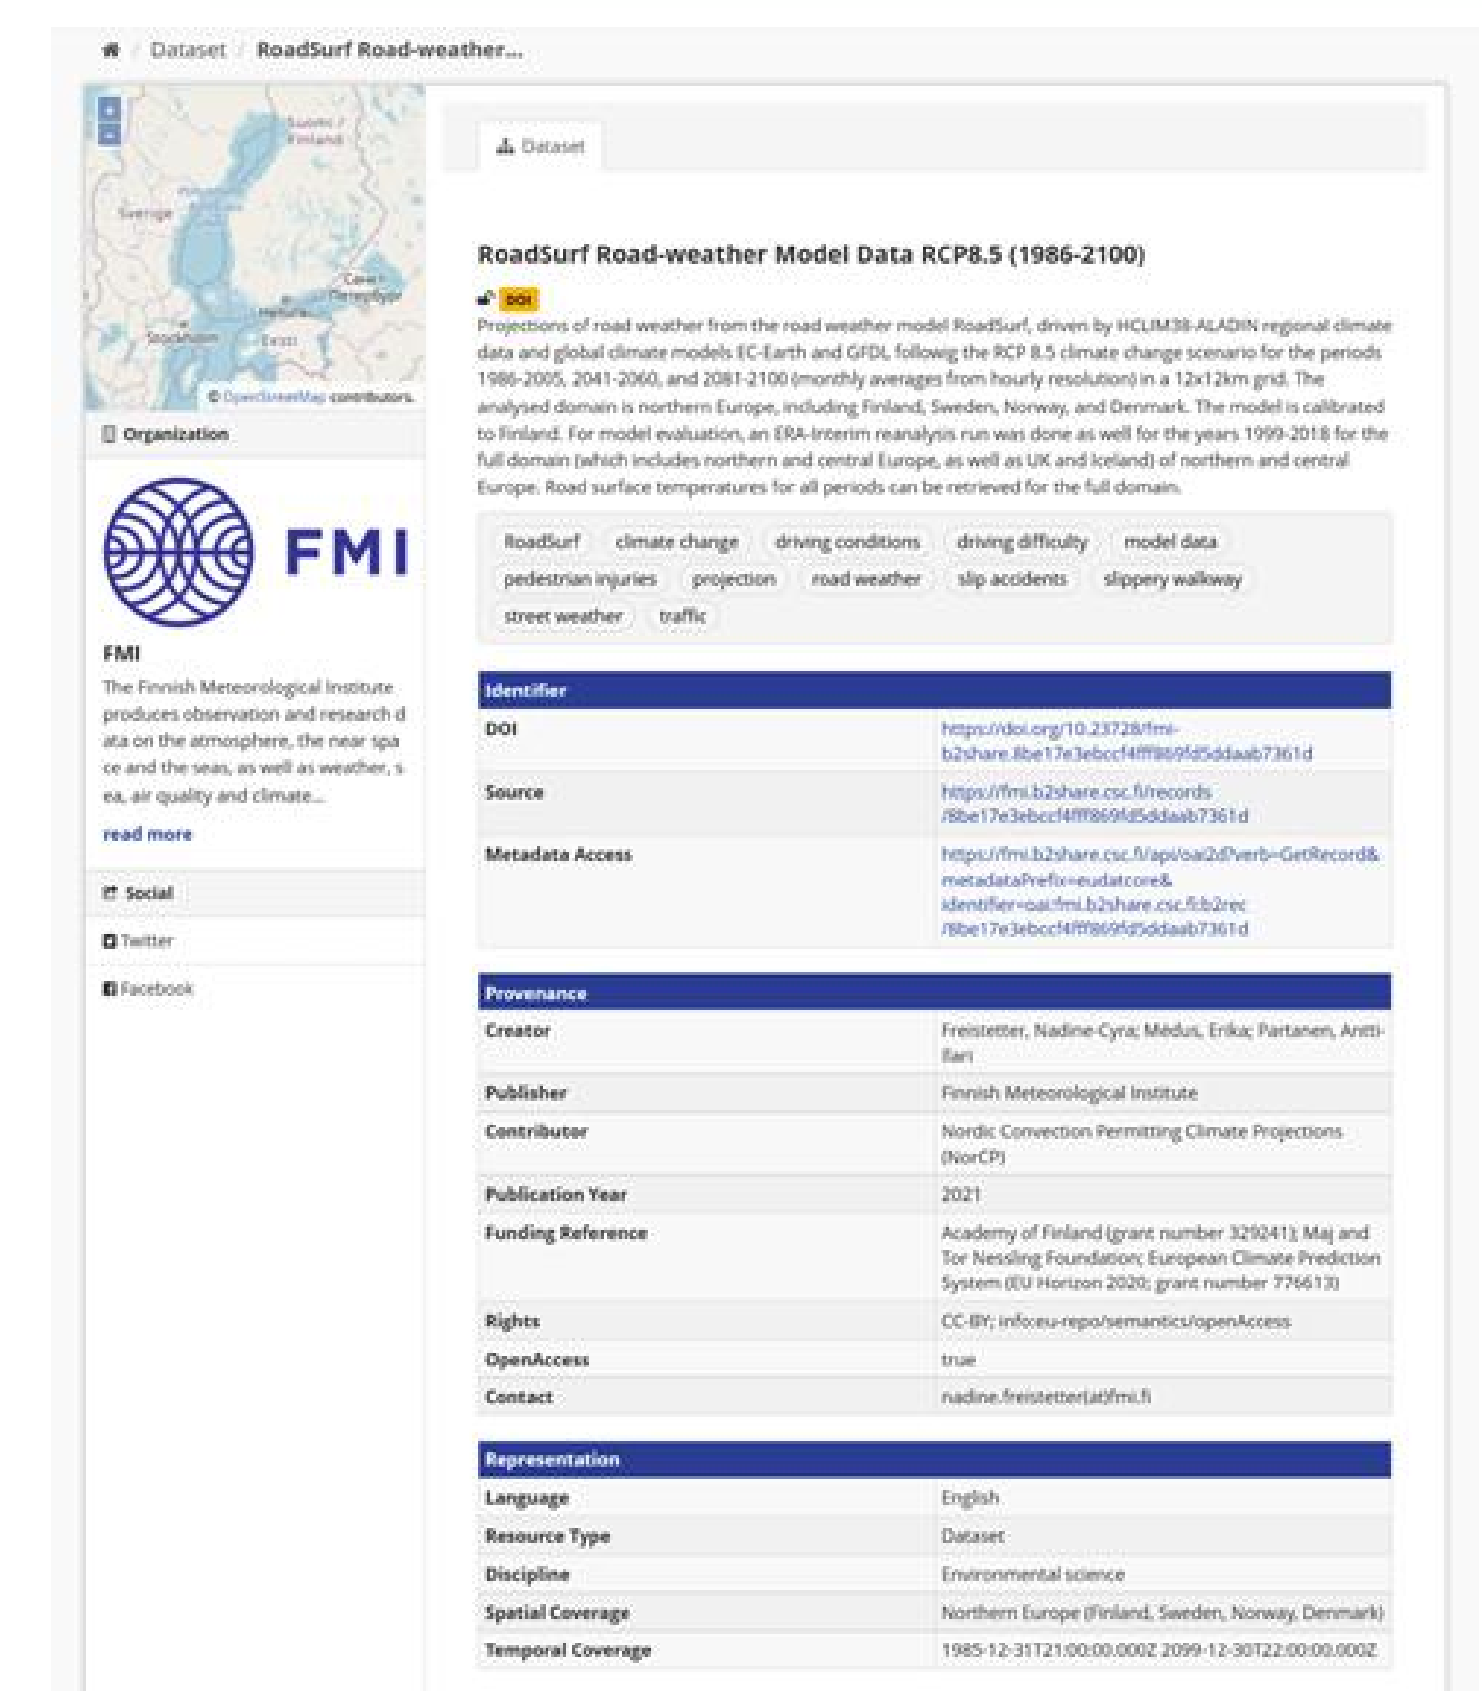 / Dataset / RoadSurf Road-weather...
Suomi /
Finland
Sverige
Санкт-
Петербург
Helsinki
Stockholm
Eesti
© OpenStreetMap contributors.
Organization
FMI
FMI
The Finnish Meteorological Institute
produces observation and research d
ata on the atmosphere, the near spa
ce and the seas, as well as weather, s
ea, air quality and climate...
read more
Social
Twitter
Facebook
Dataset
RoadSurf Road-weather Model Data RCP8.5 (1986-2100)
DOI
Projections of road weather from the road weather model RoadSurf, driven by HCLIM38-ALADIN regional climate
data and global climate models EC-Earth and GFDL followig the RCP 8.5 climate change scenario for the periods
1986-2005, 2041-2060, and 2081-2100 (monthly averages from hourly resolution) in a 12x12km grid. The
analysed domain is northern Europe, including Finland, Sweden, Norway, and Denmark. The model is calibrated
to Finland. For model evaluation, an ERA-Interim reanalysis run was done as well for the years 1999-2018 for the
full domain (which includes northern and central Europe, as well as UK and Iceland) of northern and central
Europe. Road surface temperatures for all periods can be retrieved for the full domain.
RoadSurf climate change driving conditions driving difficulty model data
pedestrian injuries projection road weather slip accidents slippery walkway
street weather traffic
Identifier
DOI https://doi.org/10.23728/fmi-
b2share.8be17e3ebccf4fff869fd5ddaab7361d
Source https://fmi.b2share.csc.fi/records
/8be17e3ebccf4fff869fd5ddaab7361d
Metadata Access https://fmi.b2share.csc.fi/api/oai2d?verb=GetRecord&
metadataPrefix=eudatcore&
identifier=oai:fmi.b2share.csc.fi:b2rec
/8be17e3ebccf4fff869fd5ddaab7361d
Provenance
Creator Freistetter, Nadine-Cyra; Médus, Erika; Partanen, Antti-
Ilari
Publisher Finnish Meteorological Institute
Contributor Nordic Convection Permitting Climate Projections
(NorCP)
Publication Year 2021
Funding Reference Academy of Finland (grant number 329241); Maj and
Tor Nessling Foundation; European Climate Prediction
System (EU Horizon 2020; grant number 776613)
Rights CC-BY; info:eu-repo/semantics/openAccess
OpenAccess true
Contact nadine.freistetter(at)fmi.fi
Representation
Language English
Resource Type Dataset
Discipline Environmental science
Spatial Coverage Northern Europe (Finland, Sweden, Norway, Denmark)
Temporal Coverage 1985-12-31T21:00:00.000Z 2099-12-30T22:00:00.000Z